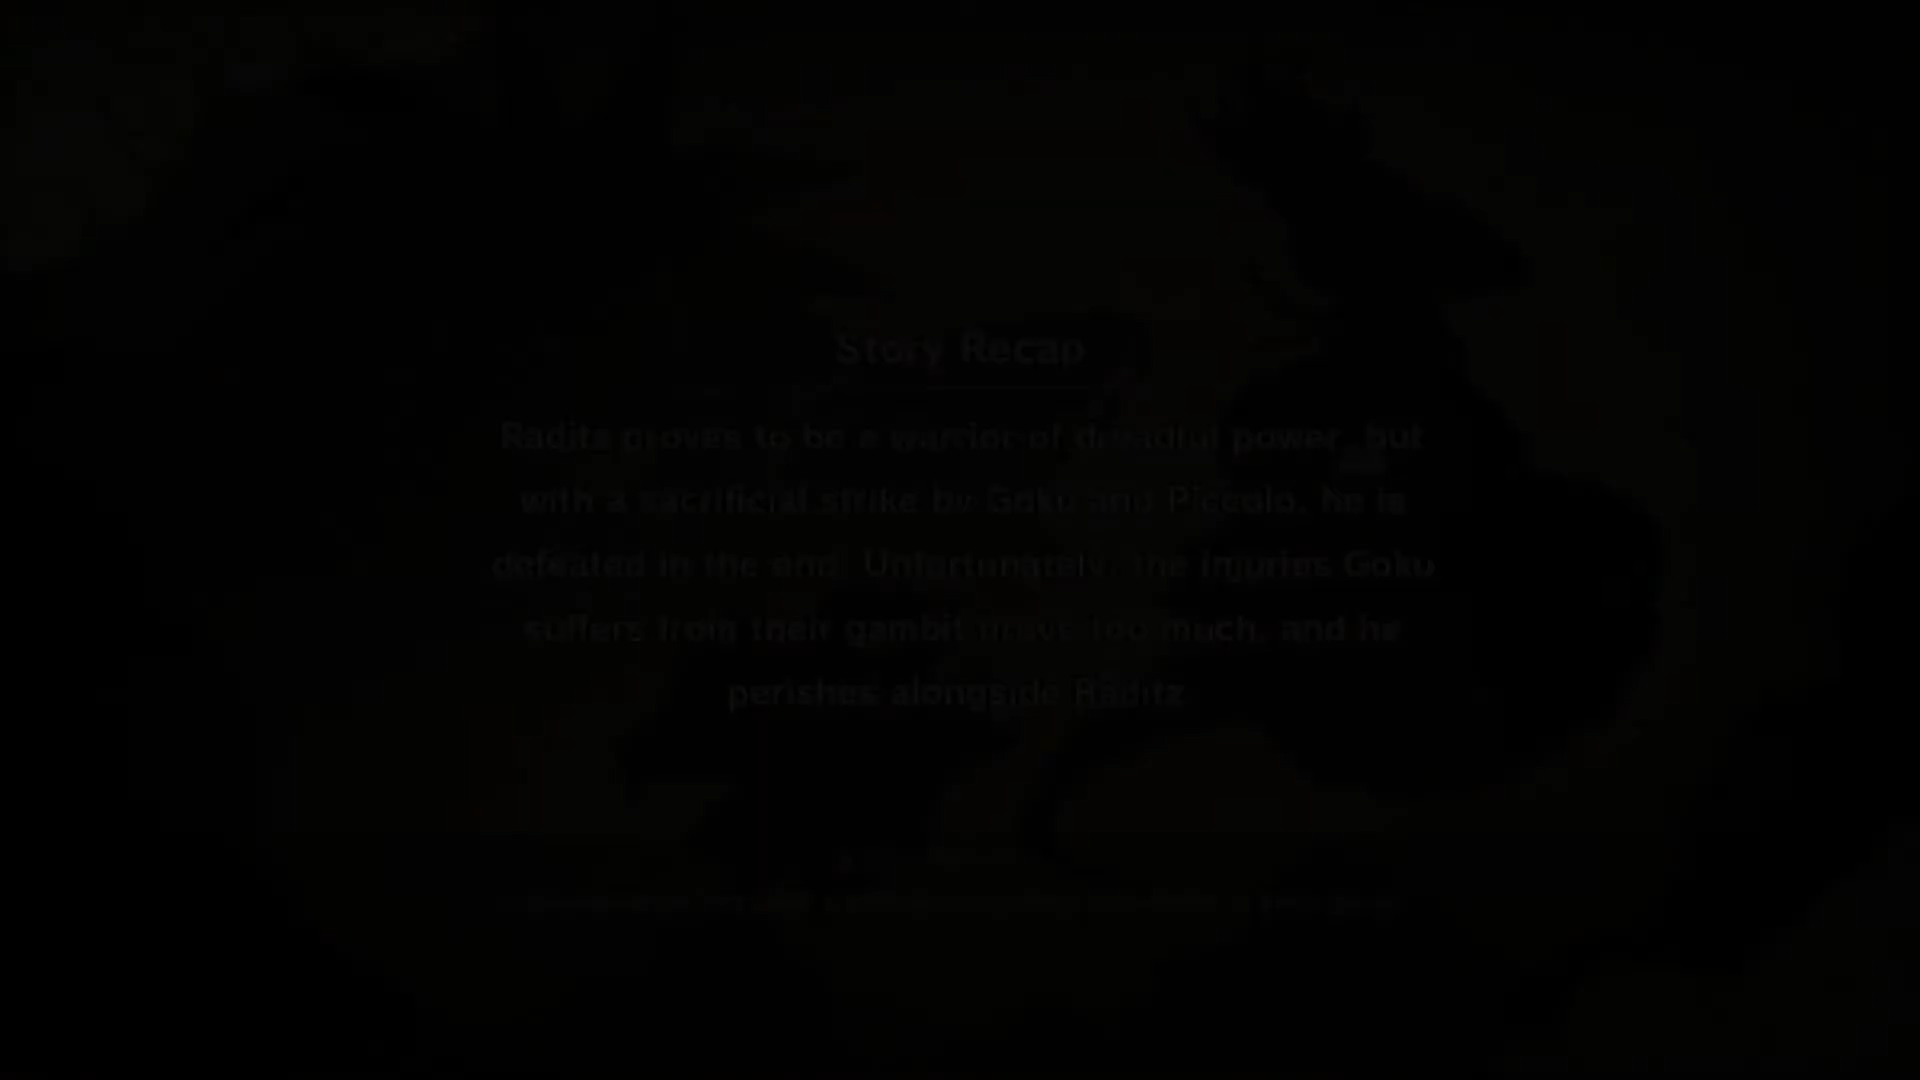 Story Recap
Raditz proves to be a warrior of dreadful power, but
with a sacrificial strike by Goku and Piccolo, he is
defeated in the end! Unfortunately, the injuries Goku
suffers from their gambit prove too much, and he
perishes alongside Raditz.